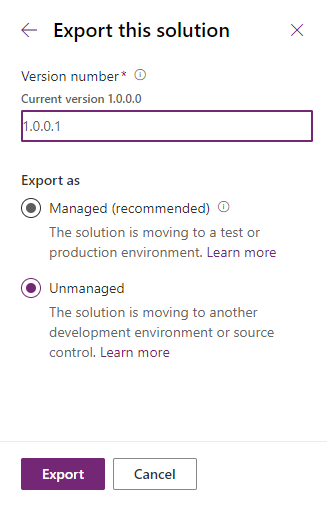 Export this solution
Version number*
Current version 1.0.0.0
1.0.0.1
Export as
Managed (recommended)
The solution is moving to a test or
production environment. Learn more
Unmanaged
The solution is moving to another
development environment or source
control. Learn more
Export
Cancel